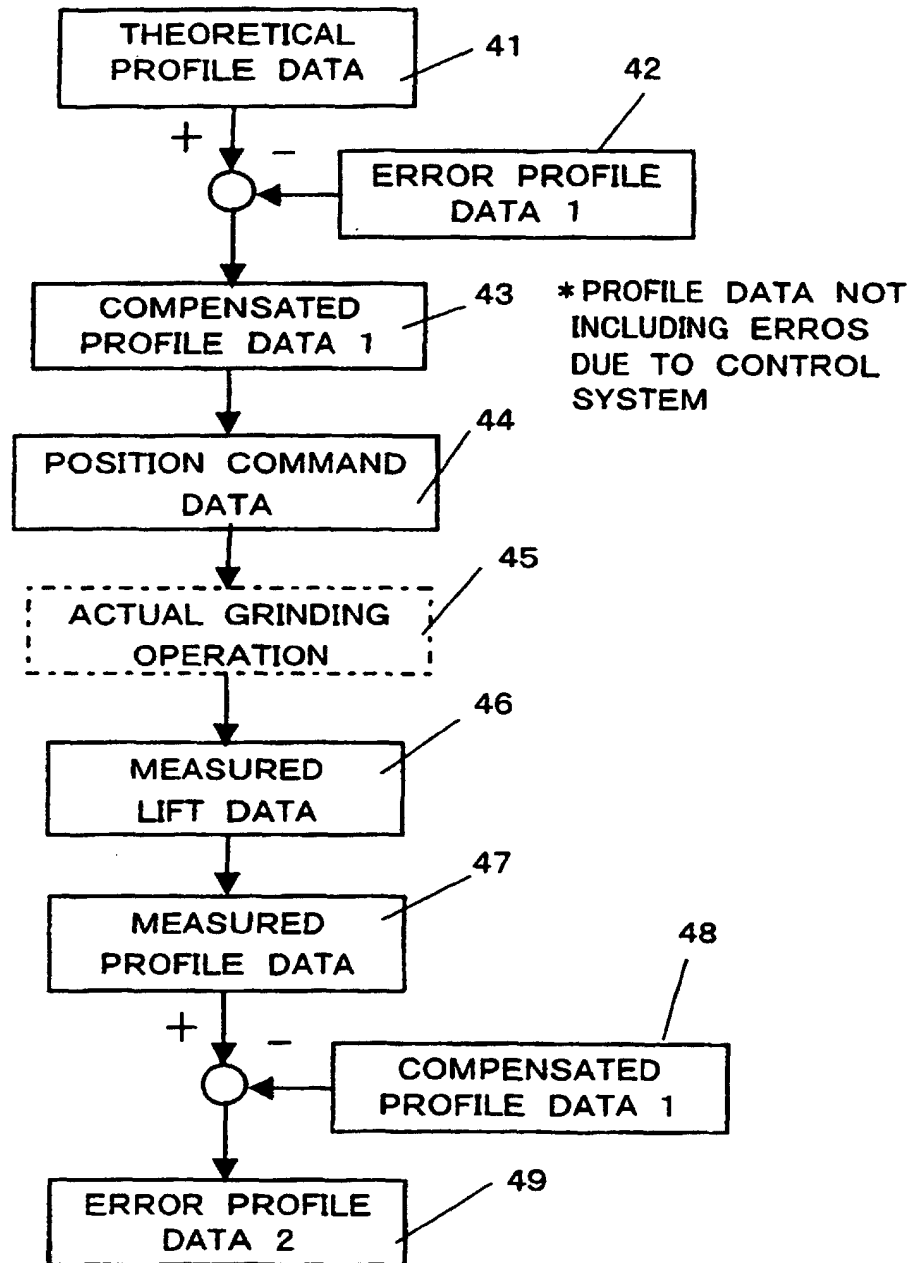 THEORETICAL
PROFILE DATA
41
42
+
−
ERROR PROFILE
DATA 1
COMPENSATED
PROFILE DATA 1
43
*PROFILE DATA NOT
INCLUDING ERROS
DUE TO CONTROL
SYSTEM
44
POSITION COMMAND
DATA
45
ACTUAL GRINDING
OPERATION
46
MEASURED
LIFT DATA
47
MEASURED
PROFILE DATA
48
+
−
COMPENSATED
PROFILE DATA 1
49
ERROR PROFILE
DATA 2